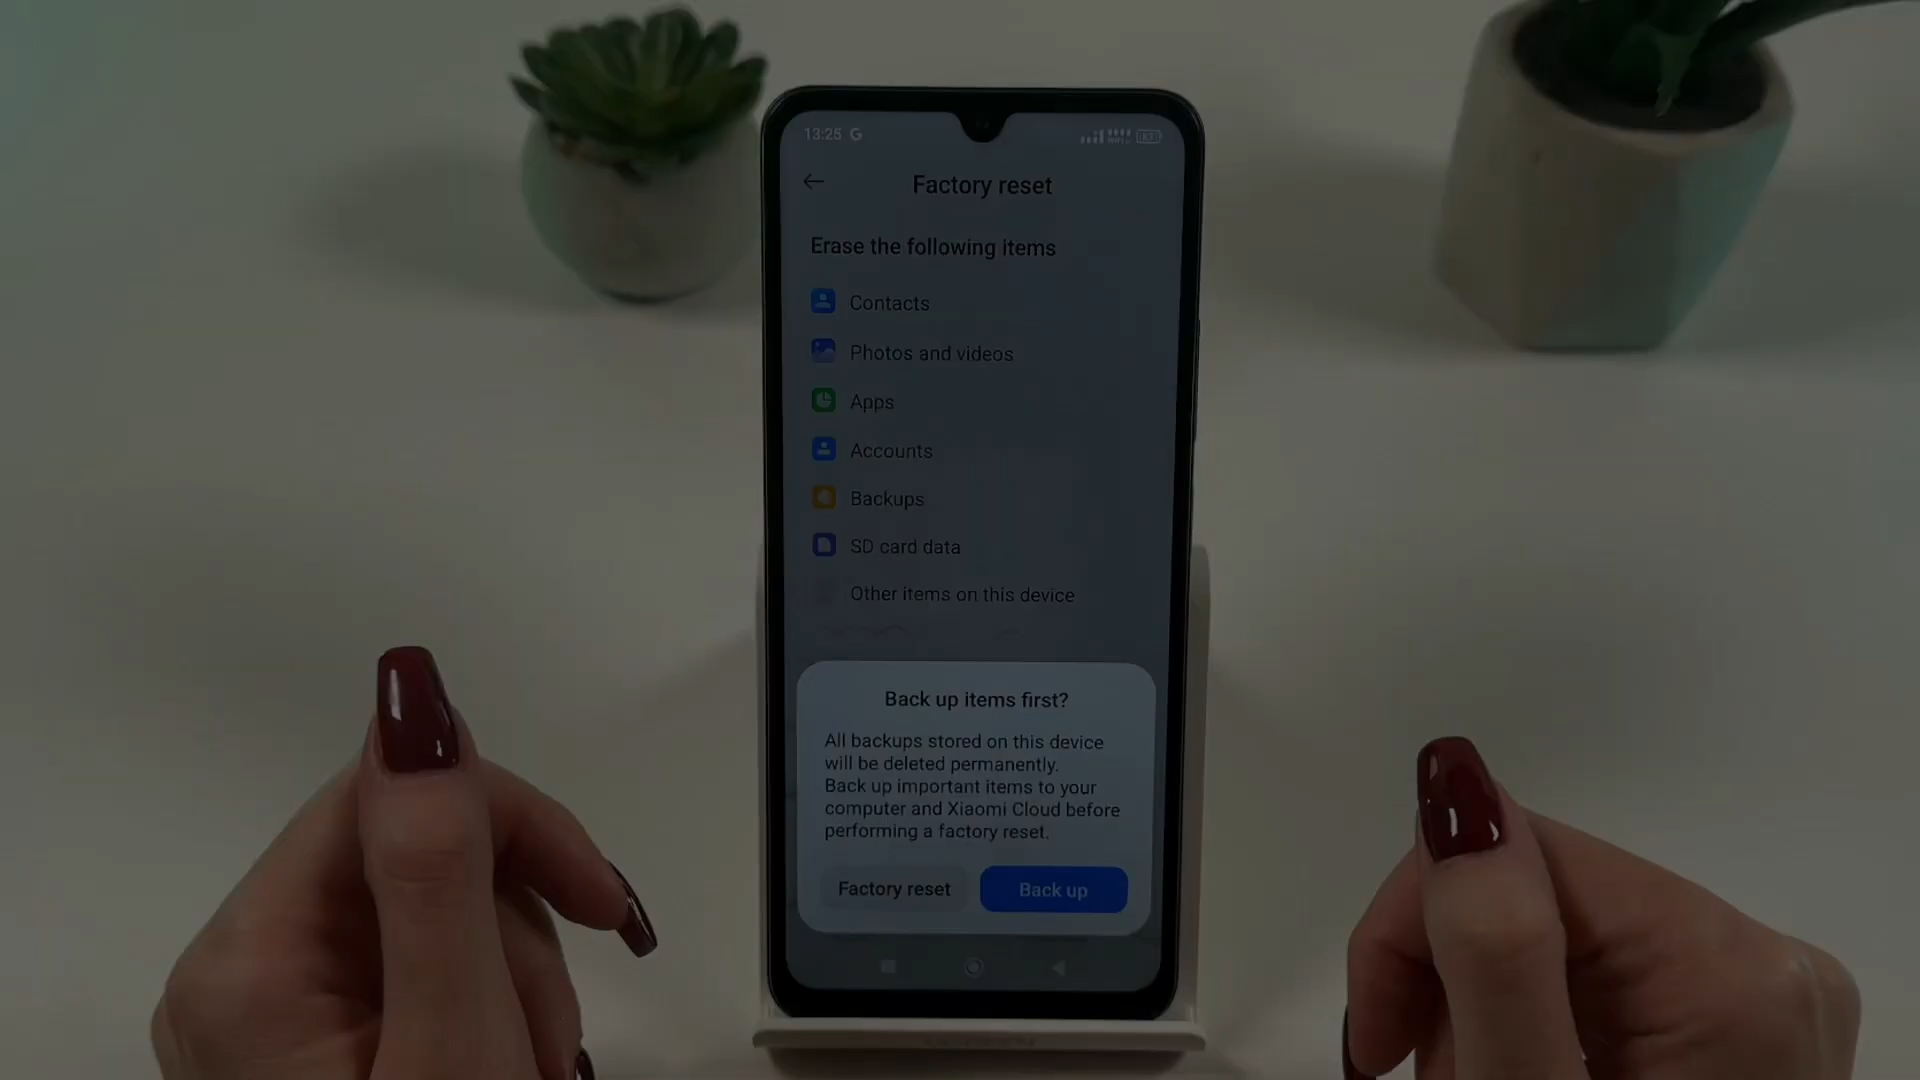 13:25 G
Factory reset
Erase the following items
Contacts
Photos and videos
Apps
Accounts
Backups
SD card data
Other items on this device
Back up items first?
All backups stored on this device
will be deleted permanently.
Back up important items to your
computer and Xiaomi Cloud before
performing a factory reset.
Factory reset
Back up